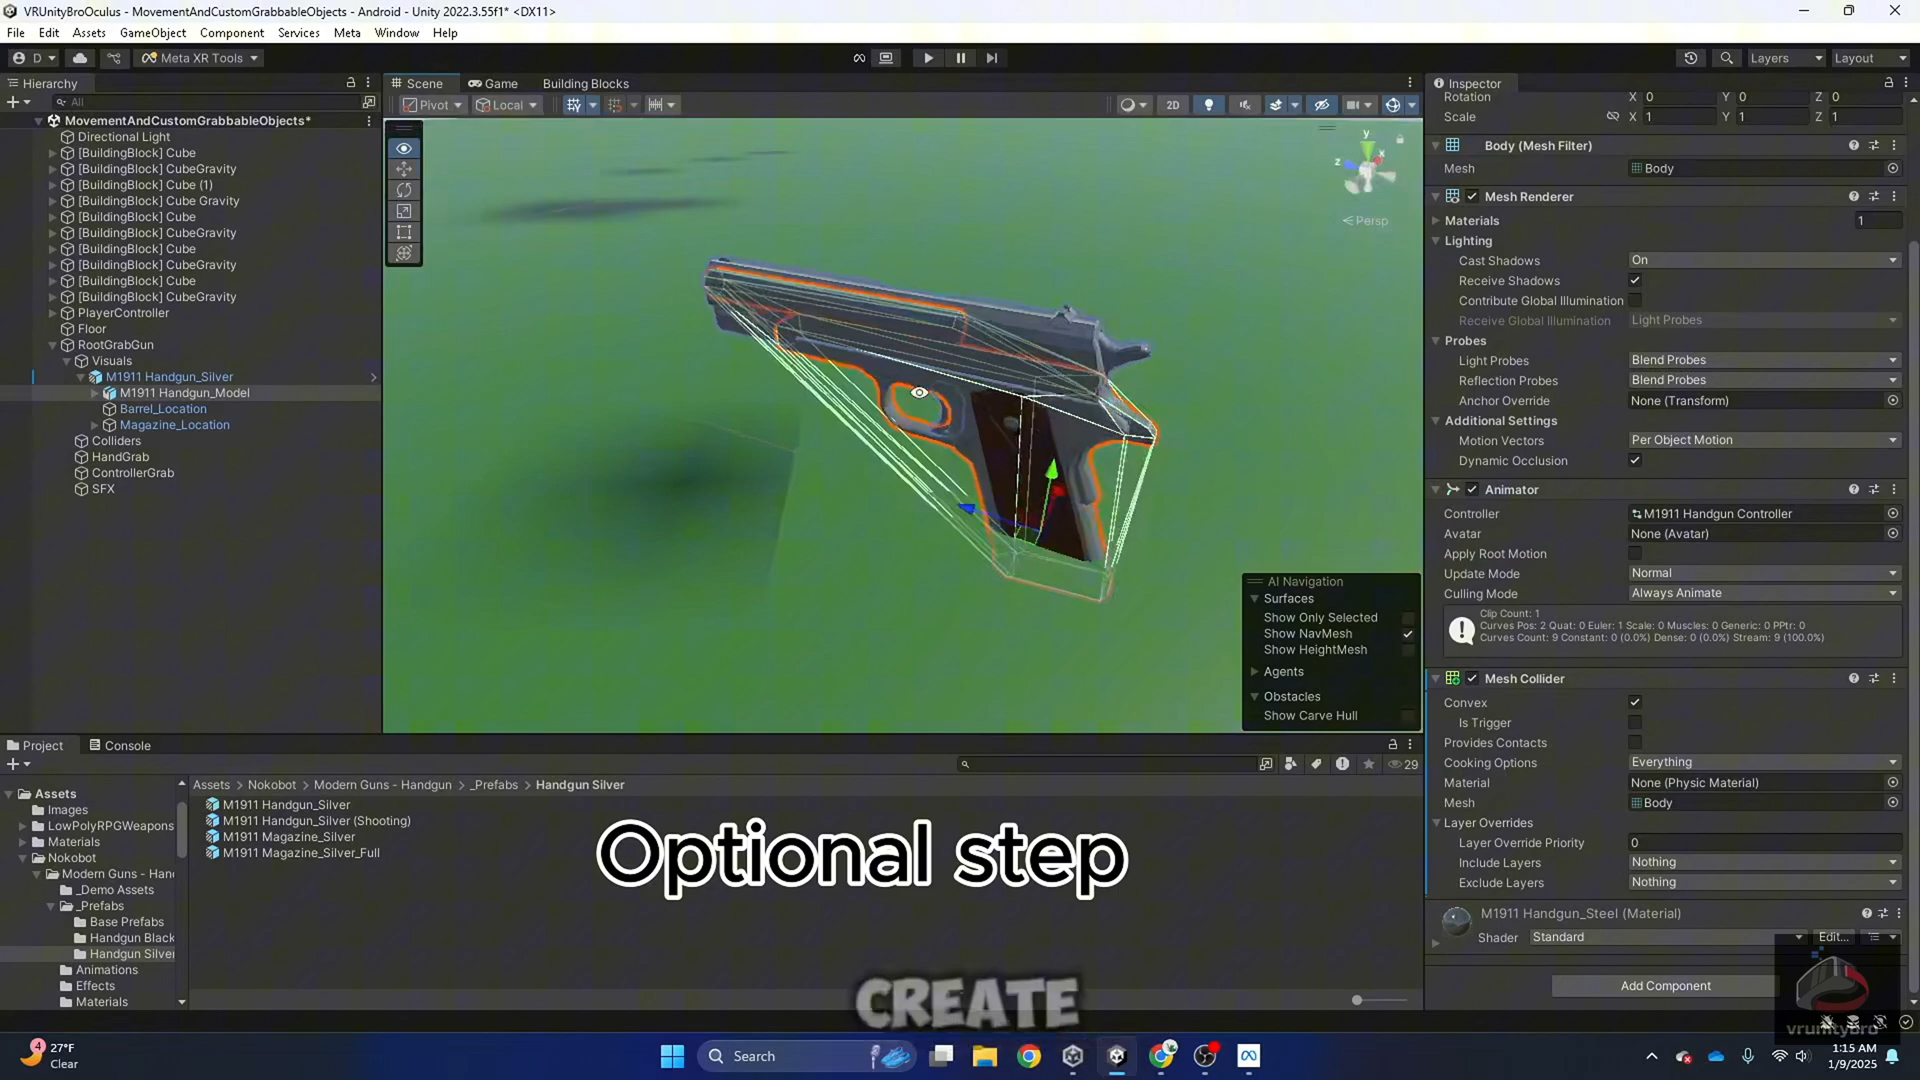 VRUnityBroOculus - MovementAndCustomGrabbableObjects - Android - Unity 2022.3.55f1* <DX11>
File Edit Assets GameObject Component Services Meta Window Help
D Meta XR Tools Layers Layout
Hierarchy
All
MovementAndCustomGrabbableObjects*
Directional Light
[BuildingBlock] Cube
[BuildingBlock] CubeGravity
[BuildingBlock] Cube (1)
[BuildingBlock] Cube Gravity
[BuildingBlock] Cube
[BuildingBlock] CubeGravity
[BuildingBlock] Cube
[BuildingBlock] CubeGravity
[BuildingBlock] Cube
[BuildingBlock] CubeGravity
PlayerController
Floor
RootGrabGun
Visuals
M1911 Handgun_Silver
M1911 Handgun_Model
Barrel_Location
Magazine_Location
Colliders
HandGrab
ControllerGrab
SFX
Scene Game Building Blocks
Pivot Local 2D
y
x
z
Persp
AI Navigation
Surfaces
Show Only Selected
Show NavMesh
Show HeightMesh
Agents
Obstacles
Show Carve Hull
Inspector
Rotation X 0 Y 0 Z 0
Scale X 1 Y 1 Z 1
Body (Mesh Filter)
Mesh Body
Mesh Renderer
Materials 1
Lighting
Cast Shadows On
Receive Shadows
Contribute Global Illumination
Receive Global Illumination Light Probes
Probes
Light Probes Blend Probes
Reflection Probes Blend Probes
Anchor Override None (Transform)
Additional Settings
Motion Vectors Per Object Motion
Dynamic Occlusion
Animator
Controller M1911 Handgun Controller
Avatar None (Avatar)
Apply Root Motion
Update Mode Normal
Culling Mode Always Animate
Clip Count: 1
Curves Pos: 2 Quat: 0 Euler: 1 Scale: 0 Muscles: 0 Generic: 0 PPtr: 0
Curves Count: 9 Constant: 0 (0.0%) Dense: 0 (0.0%) Stream: 9 (100.0%)
Mesh Collider
Convex
Is Trigger
Provides Contacts
Cooking Options Everything
Material None (Physic Material)
Mesh Body
Layer Overrides
Layer Override Priority 0
Include Layers Nothing
Exclude Layers Nothing
M1911 Handgun_Steel (Material)
Shader Standard Edit...
Add Component
Project Console
29
Assets
Images
LowPolyRPGWeapons
Materials
Nokobot
Modern Guns - Han
_Demo Assets
_Prefabs
Base Prefabs
Handgun Black
Handgun Silver
Animations
Effects
Materials
Assets > Nokobot > Modern Guns - Handgun > _Prefabs > Handgun Silver
M1911 Handgun_Silver
M1911 Handgun_Silver (Shooting)
M1911 Magazine_Silver
M1911 Magazine_Silver_Full
Optional step
CREATE
vrunitybro
4
27°F
Clear
Search
1:15 AM
1/9/2025